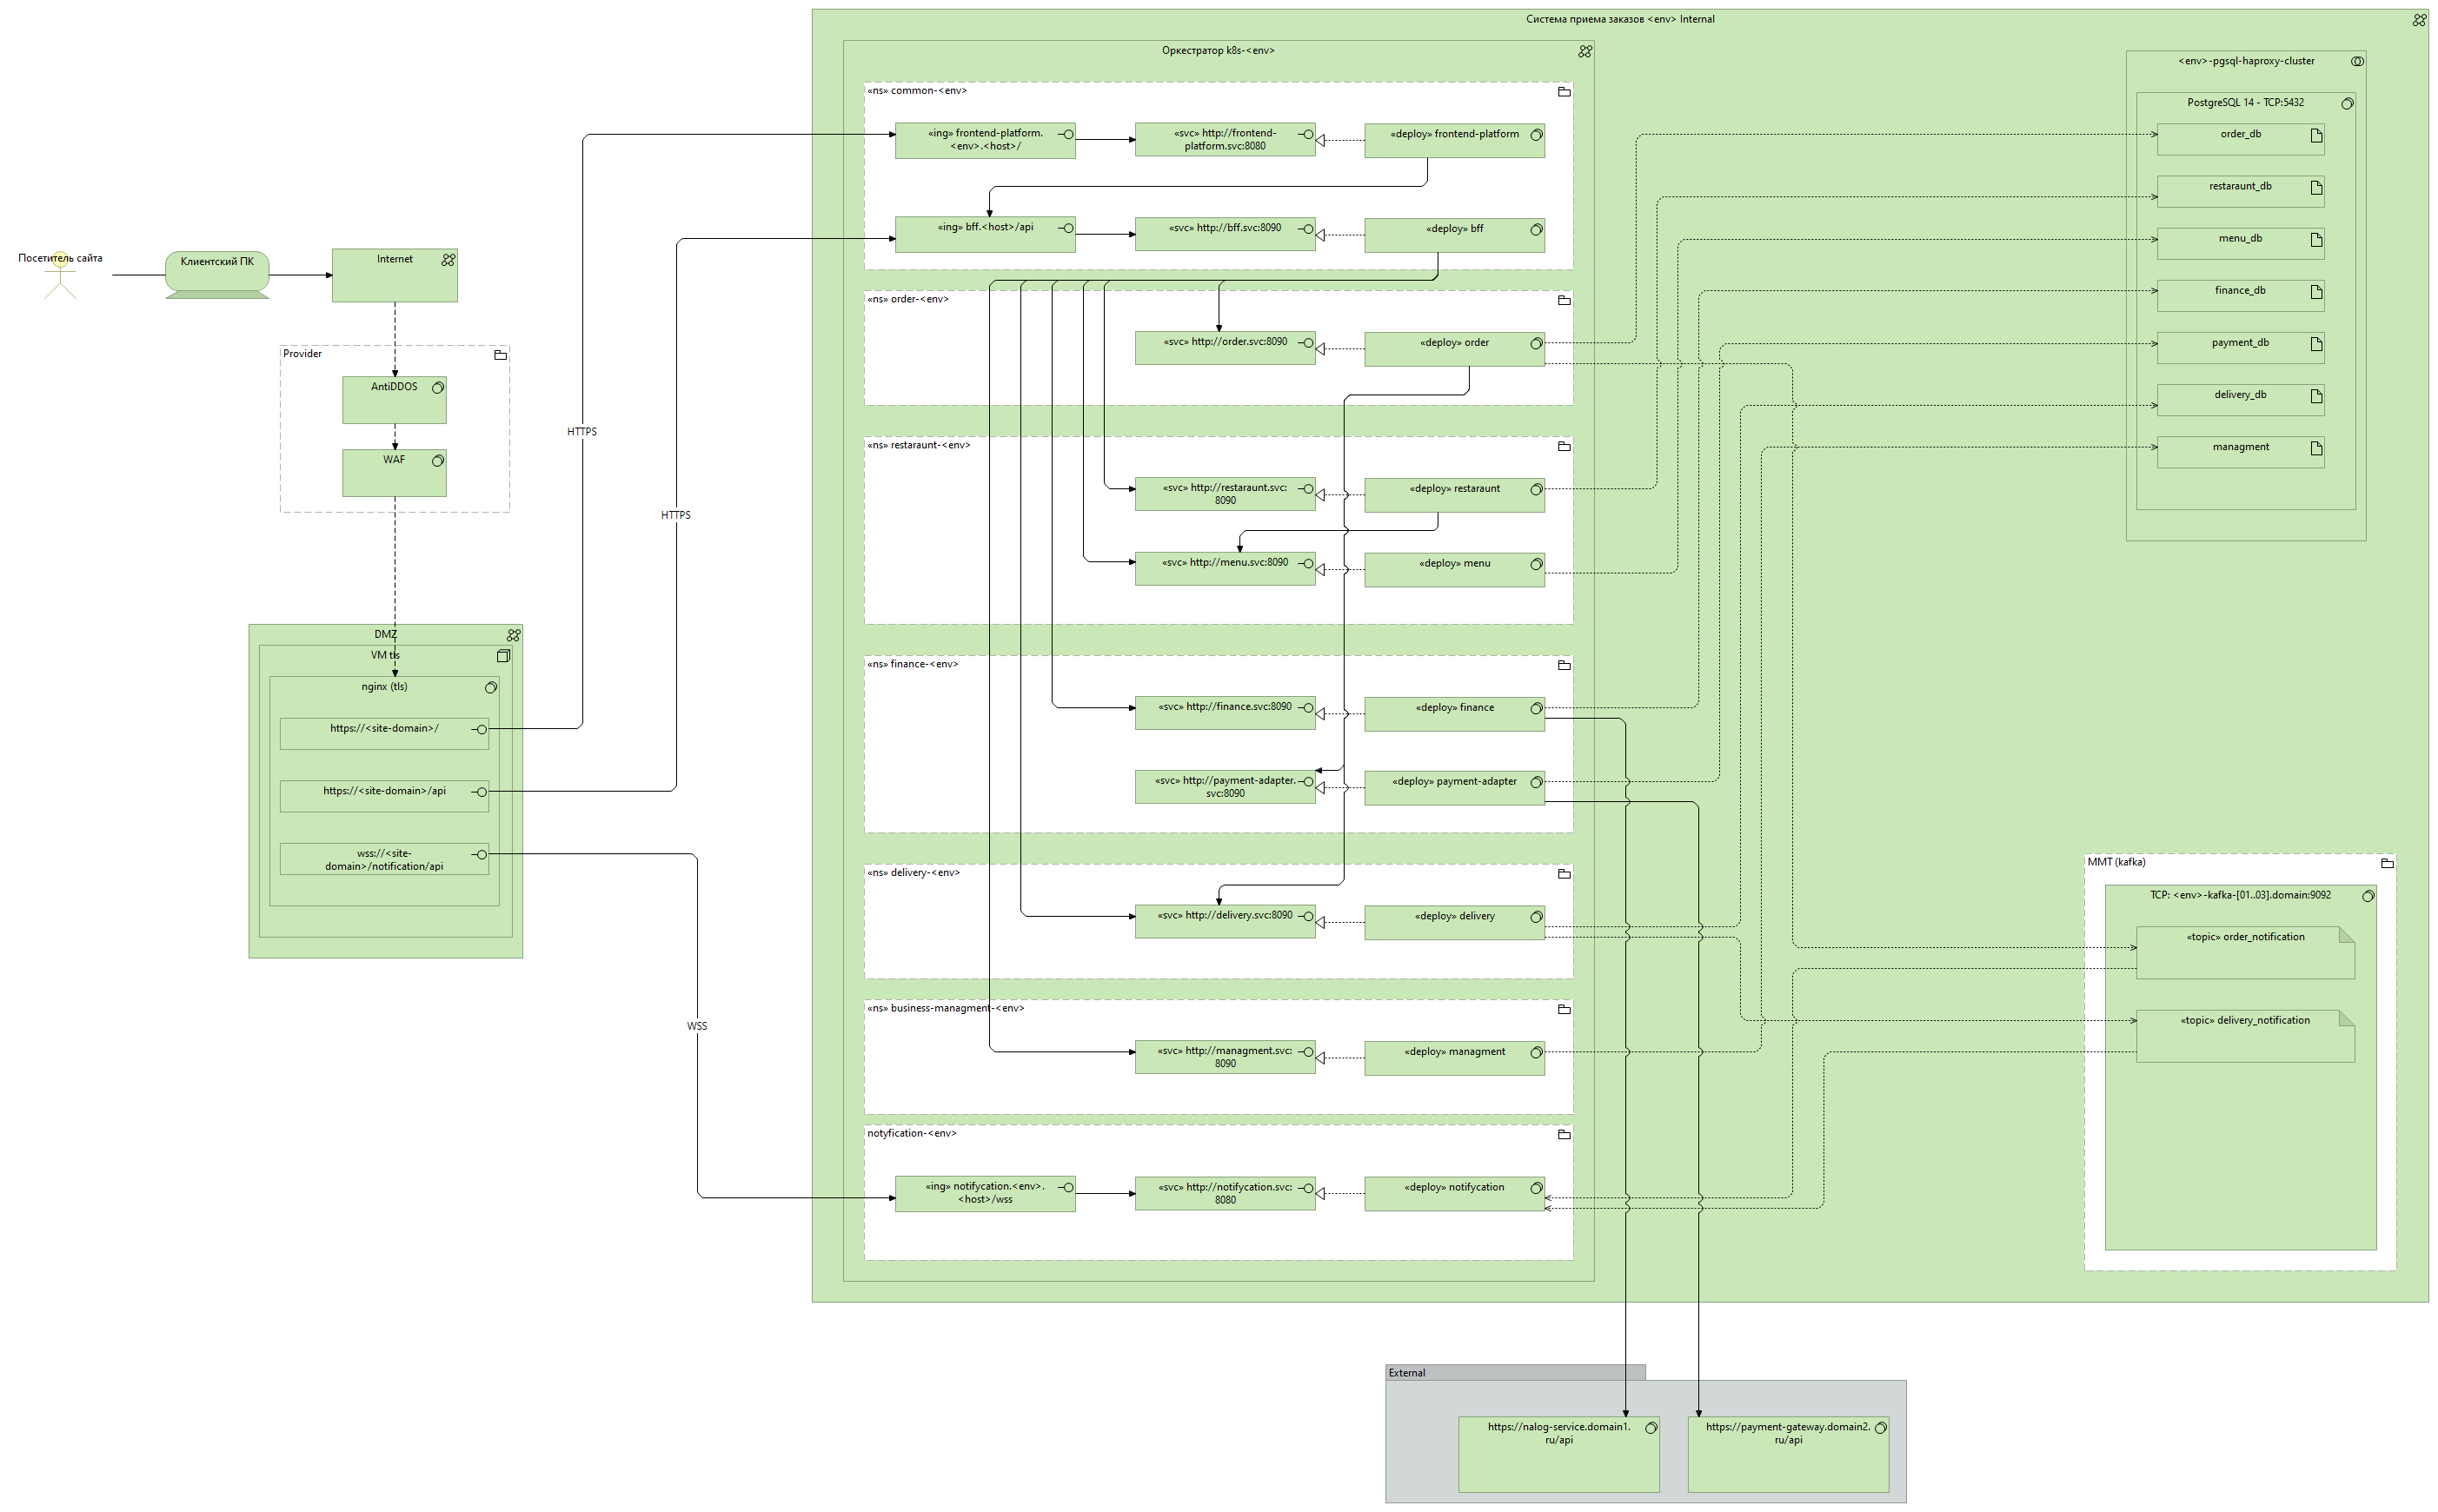 Система приема заказов <env> Internal
Оркестратор k8s-<env>
<env>-pgsql-haproxy-cluster
PostgreSQL 14 - TCP:5432
order_db
restaraunt_db
menu_db
finance_db
payment_db
delivery_db
managment
«ns» common-<env>
«ing» frontend-platform.
<env>.<host>/
«svc» http://frontend-
platform.svc:8080
«deploy» frontend-platform
«ing» bff.<host>/api
«svc» http://bff.svc:8090
«deploy» bff
Посетитель сайта
Клиентский ПК
Internet
Provider
AntiDDOS
WAF
HTTPS
HTTPS
WSS
DMZ
VM tls
nginx (tls)
https://<site-domain>/
https://<site-domain>/api
wss://<site-
domain>/notification/api
«ns» order-<env>
«svc» http://order.svc:8090
«deploy» order
«ns» restaraunt-<env>
«svc» http://restaraunt.svc:
8090
«deploy» restaraunt
«svc» http://menu.svc:8090
«deploy» menu
«ns» finance-<env>
«svc» http://finance.svc:8090
«deploy» finance
«svc» http://payment-adapter.
svc:8090
«deploy» payment-adapter
«ns» delivery-<env>
«svc» http://delivery.svc:8090
«deploy» delivery
«ns» business-managment-<env>
«svc» http://managment.svc:
8090
«deploy» managment
notyfication-<env>
«ing» notifycation.<env>.
<host>/wss
«svc» http://notifycation.svc:
8080
«deploy» notifycation
MMT (kafka)
TCP: <env>-kafka-[01..03].domain:9092
«topic» order_notification
«topic» delivery_notification
External
https://nalog-service.domain1.
ru/api
https://payment-gateway.domain2.
ru/api